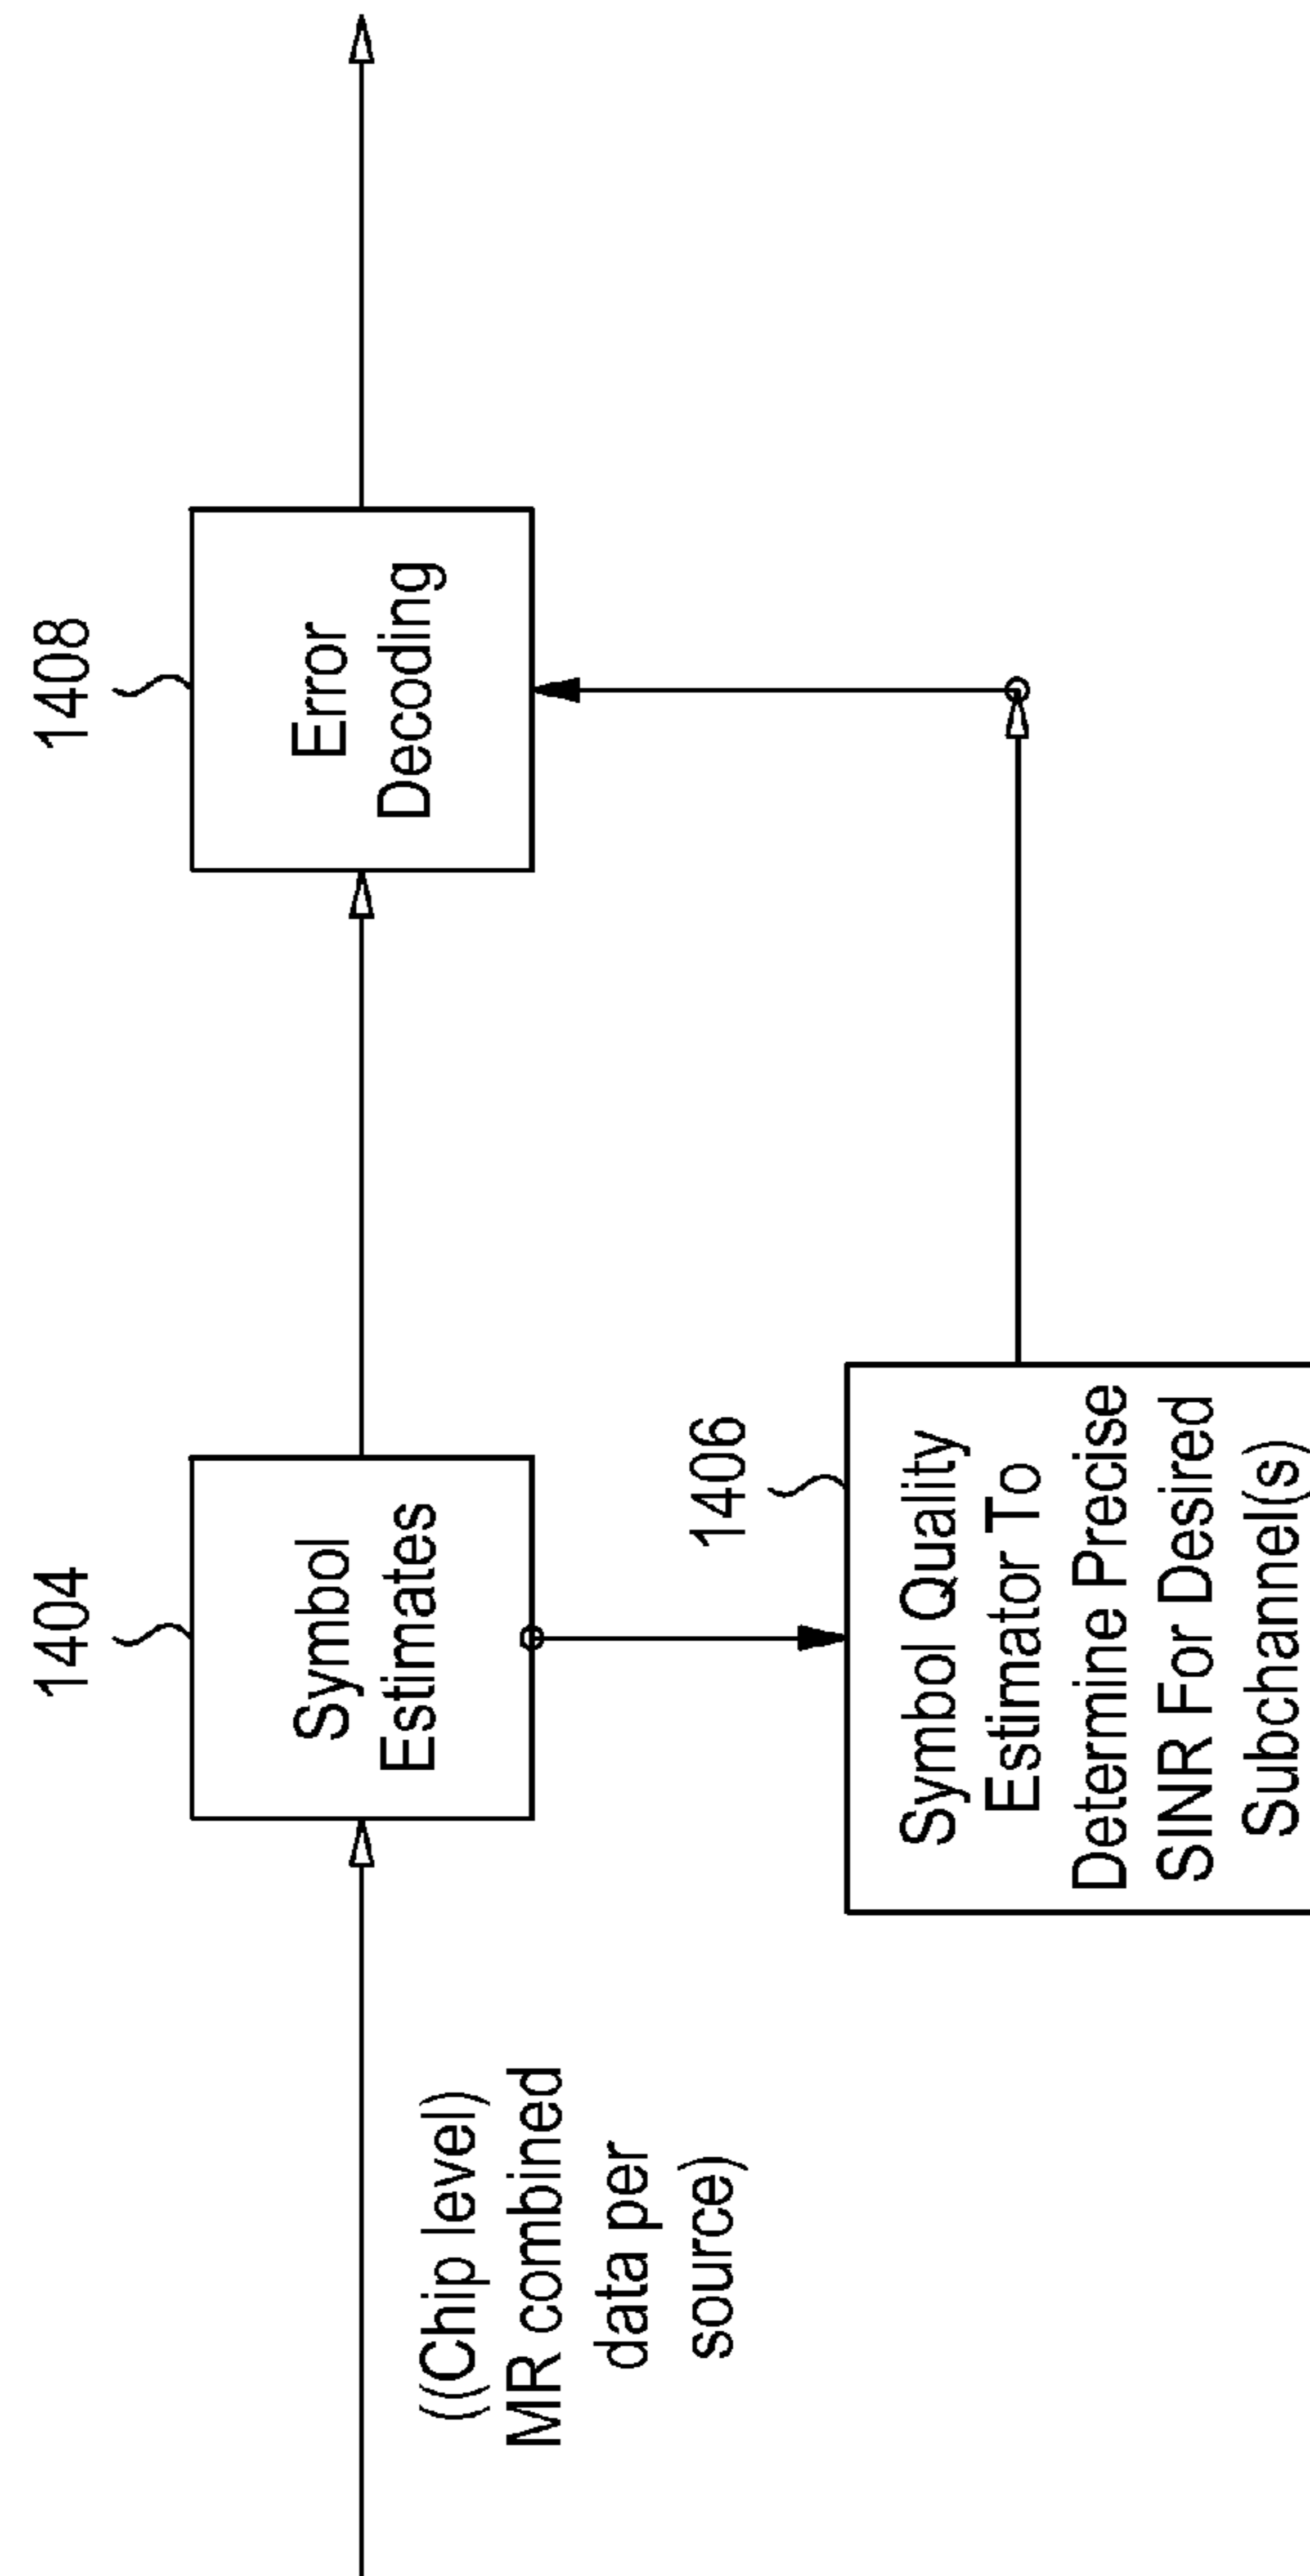 1404
Symbol
Estimates
1408
Error
Decoding
((Chip level)
MR combined
data per
source)
1406
Symbol Quality
Estimator To
Determine Precise
SINR For Desired
Subchannel(s)